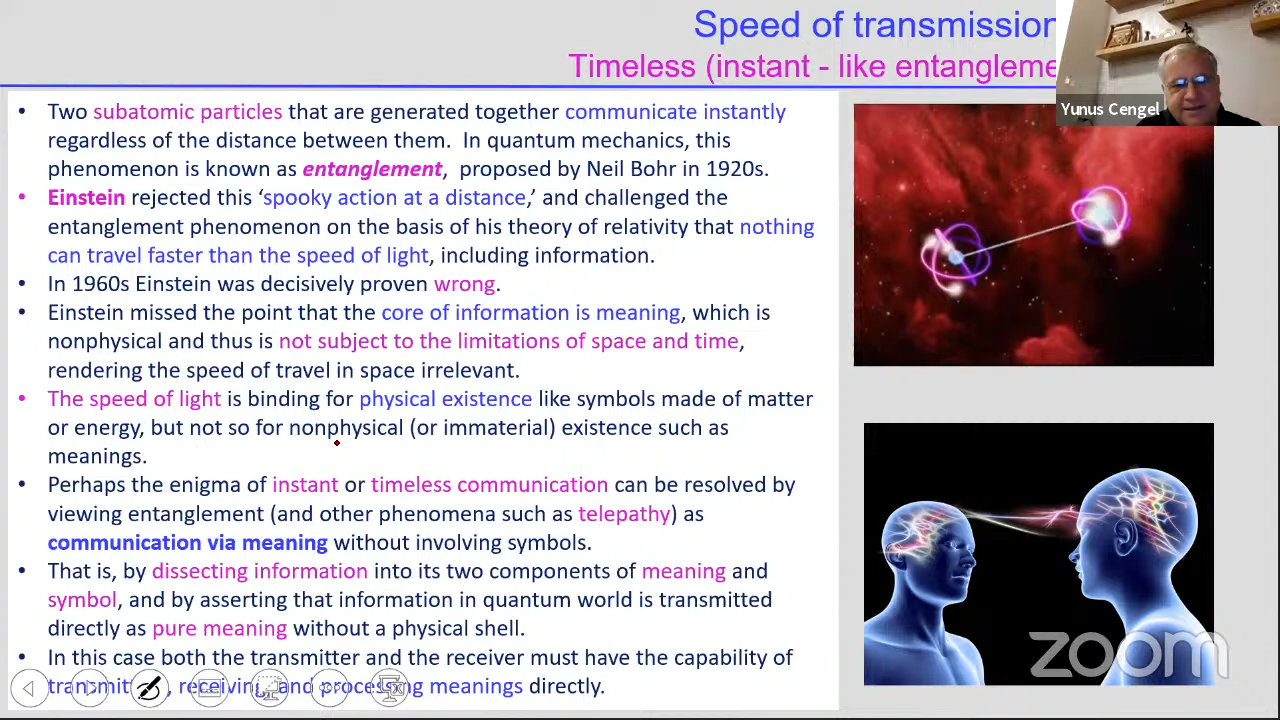 Speed of transmission
Timeless (instant - like entangleme
Yunus Cengel
• Two subatomic particles that are generated together communicate instantly
regardless of the distance between them. In quantum mechanics, this
phenomenon is known as entanglement, proposed by Neil Bohr in 1920s.
• Einstein rejected this ‘spooky action at a distance,’ and challenged the
entanglement phenomenon on the basis of his theory of relativity that nothing
can travel faster than the speed of light, including information.
• In 1960s Einstein was decisively proven wrong.
• Einstein missed the point that the core of information is meaning, which is
nonphysical and thus is not subject to the limitations of space and time,
rendering the speed of travel in space irrelevant.
• The speed of light is binding for physical existence like symbols made of matter
or energy, but not so for nonphysical (or immaterial) existence such as
meanings.
• Perhaps the enigma of instant or timeless communication can be resolved by
viewing entanglement (and other phenomena such as telepathy) as
communication via meaning without involving symbols.
• That is, by dissecting information into its two components of meaning and
symbol, and by asserting that information in quantum world is transmitted
directly as pure meaning without a physical shell.
• In this case both the transmitter and the receiver must have the capability of
receiving, and processing meanings directly.
zoom